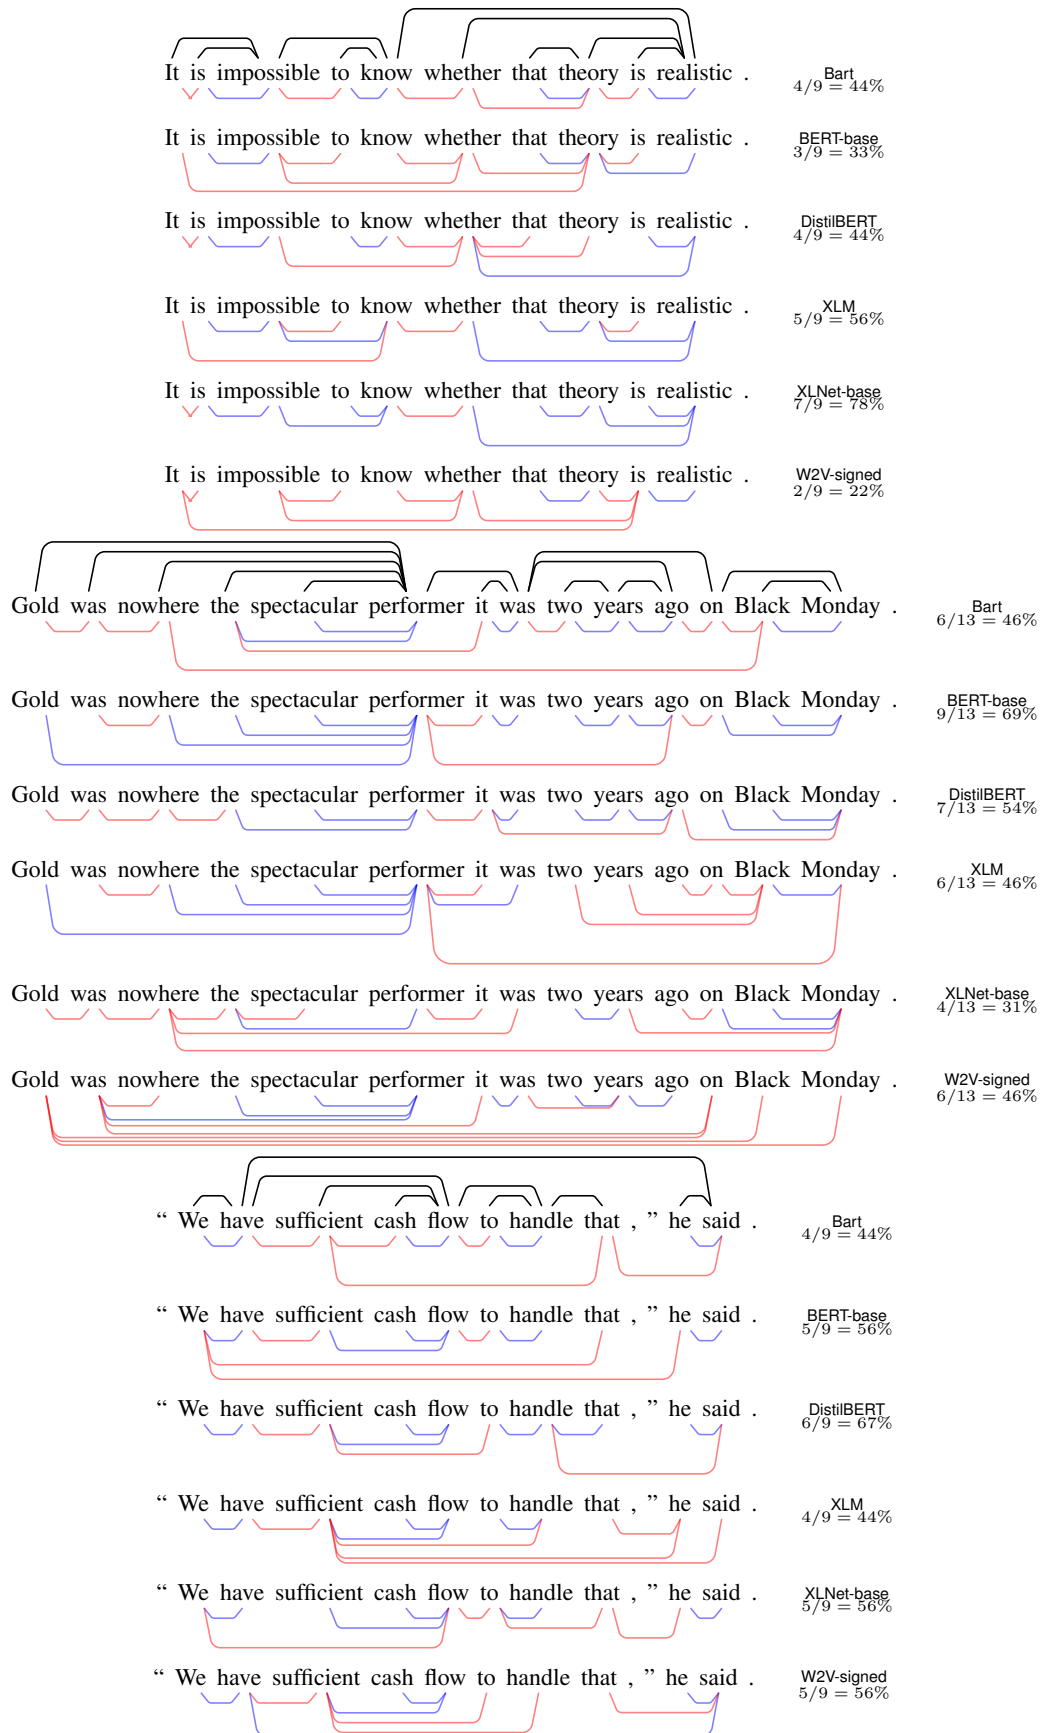 It is impossible to know whether that theory is realistic . Bart
4/9 = 44%
It is impossible to know whether that theory is realistic . BERT-base
3/9 = 33%
It is impossible to know whether that theory is realistic . DistilBERT
4/9 = 44%
It is impossible to know whether that theory is realistic . XLM
5/9 = 56%
It is impossible to know whether that theory is realistic . XLNet-base
7/9 = 78%
It is impossible to know whether that theory is realistic . W2V-signed
2/9 = 22%
Gold was nowhere the spectacular performer it was two years ago on Black Monday . Bart
6/13 = 46%
Gold was nowhere the spectacular performer it was two years ago on Black Monday . BERT-base
9/13 = 69%
Gold was nowhere the spectacular performer it was two years ago on Black Monday . DistilBERT
7/13 = 54%
Gold was nowhere the spectacular performer it was two years ago on Black Monday . XLM
6/13 = 46%
Gold was nowhere the spectacular performer it was two years ago on Black Monday . XLNet-base
4/13 = 31%
Gold was nowhere the spectacular performer it was two years ago on Black Monday . W2V-signed
6/13 = 46%
“ We have sufficient cash flow to handle that , ” he said . Bart
4/9 = 44%
“ We have sufficient cash flow to handle that , ” he said . BERT-base
5/9 = 56%
“ We have sufficient cash flow to handle that , ” he said . DistilBERT
6/9 = 67%
“ We have sufficient cash flow to handle that , ” he said . XLM
4/9 = 44%
“ We have sufficient cash flow to handle that , ” he said . XLNet-base
5/9 = 56%
“ We have sufficient cash flow to handle that , ” he said . W2V-signed
5/9 = 56%